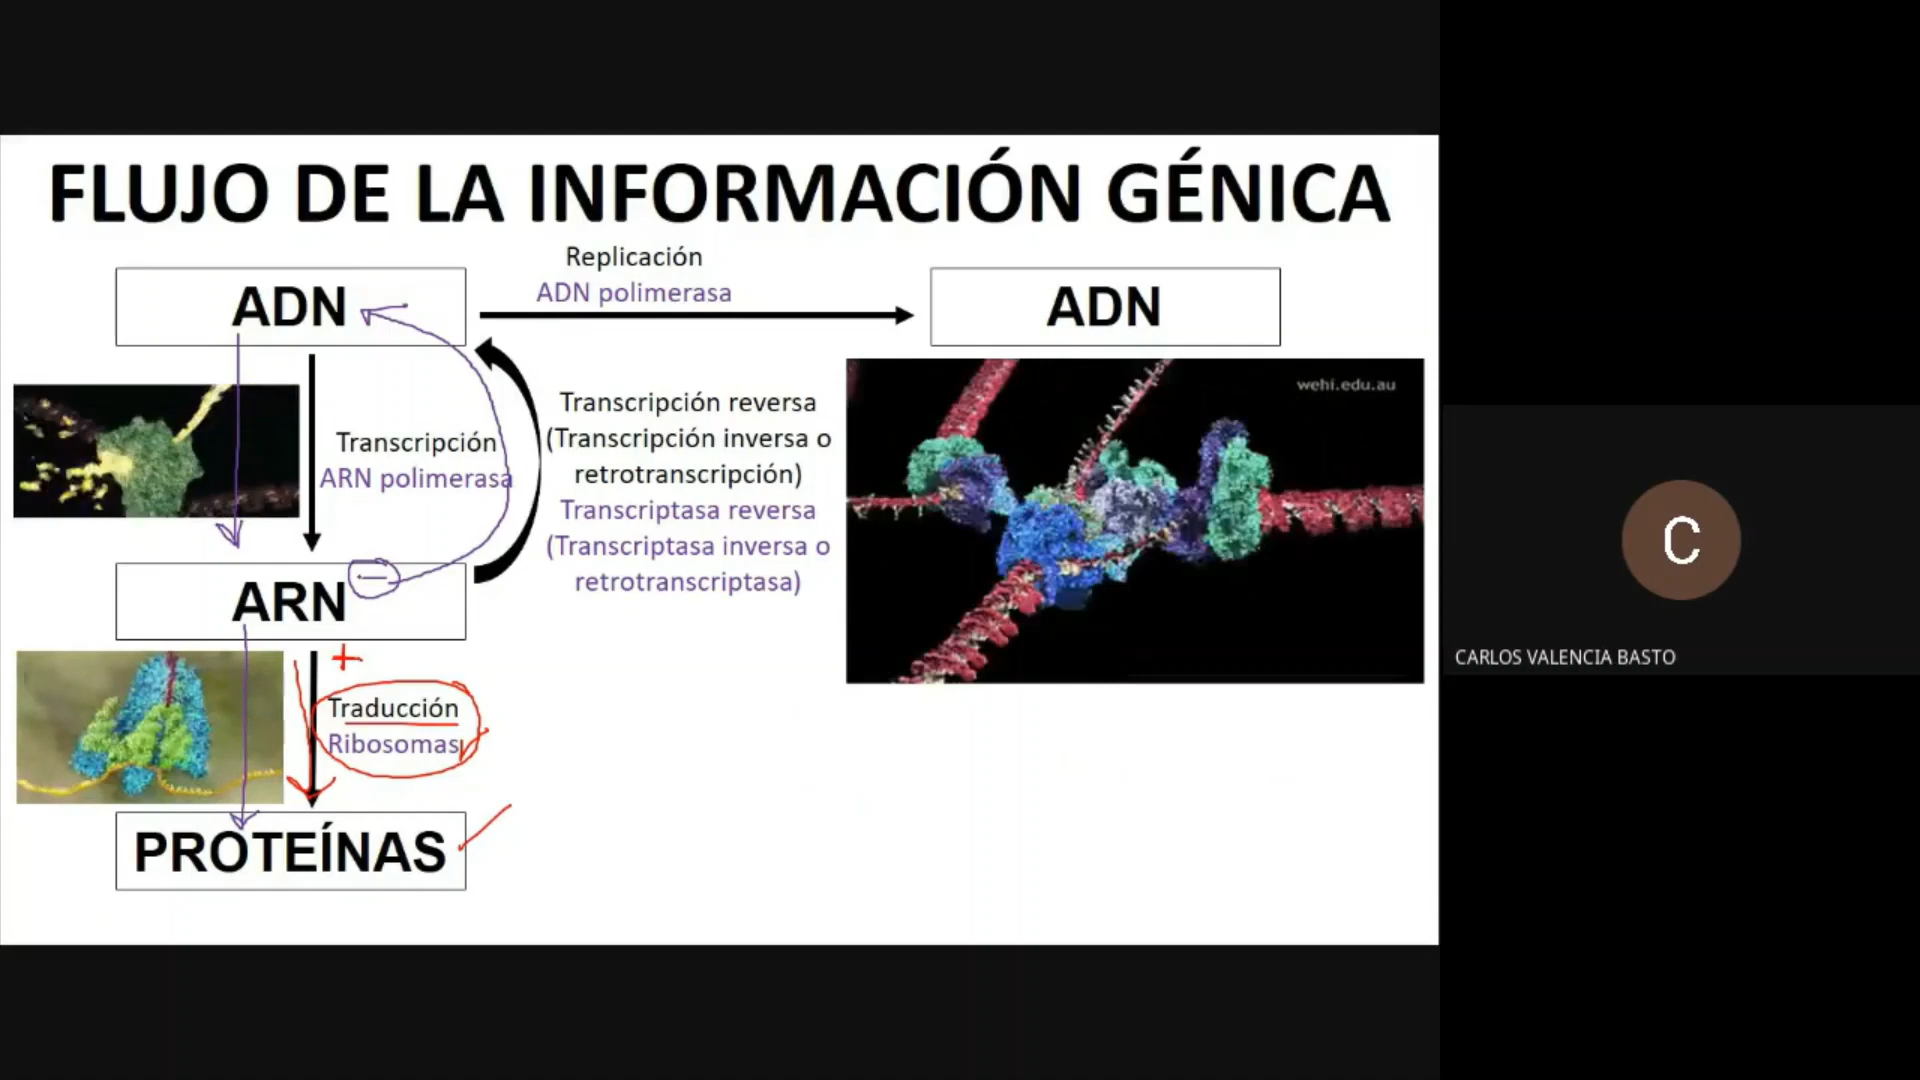 FLUJO DE LA INFORMACIÓN GÉNICA
Replicación
ADN polimerasa
ADN
ADN
wehi.edu.au
Transcripción
ARN polimerasa
Transcripción reversa
(Transcripción inversa o
retrotranscripción)
Transcriptasa reversa
(Transcriptasa inversa o
retrotranscriptasa)
ARN
-
+
Traducción
Ribosomas
PROTEÍNAS
C
CARLOS VALENCIA BASTO